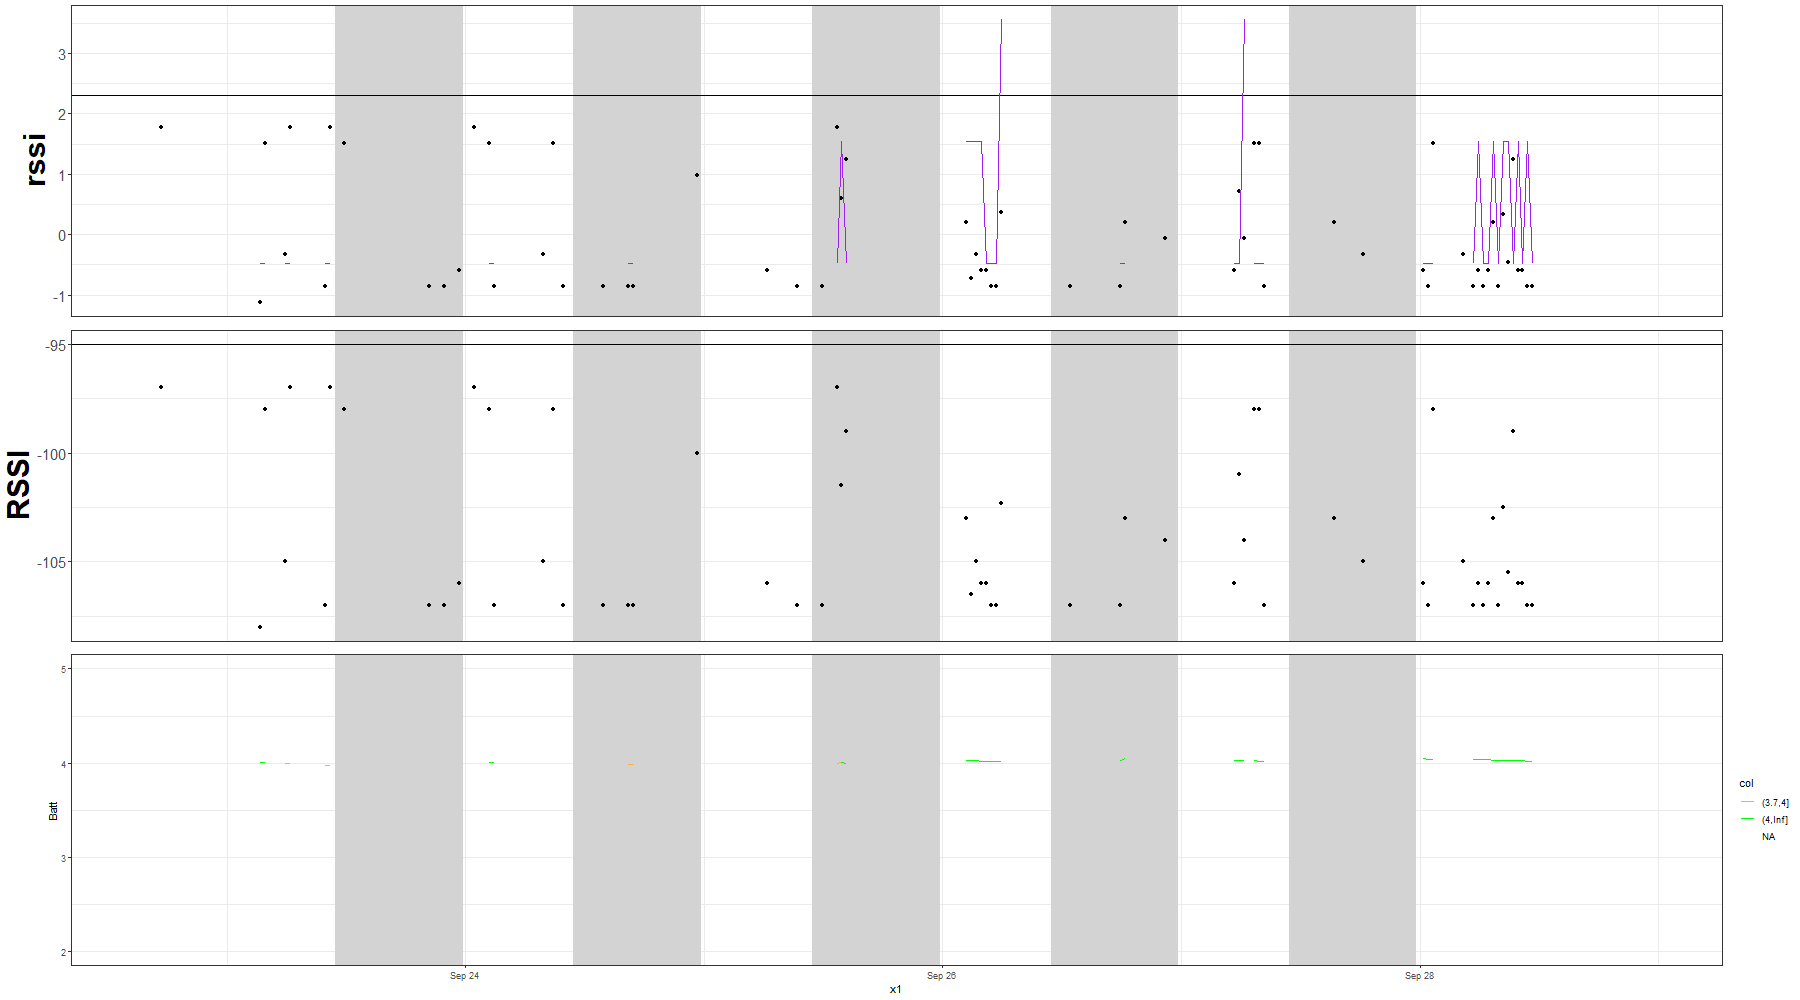 rssi
3
2
1
0
-1
RSSI
-95
-100
-105
Batt
5
4
3
2
Sep 24
Sep 26
Sep 28
x1
col
(3.7,4]
(4,Inf]
NA